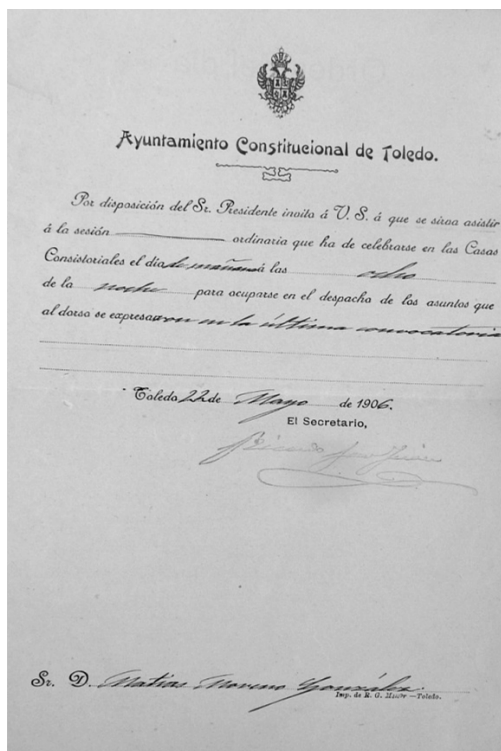 Ayuntamiento Constitucional de Toledo.
Por disposición del Sr. Presidente invito á V. S. á que se sirva asistir
á la sesión ordinaria que ha de celebrarse en las Casas
Consistoriales el día de mañana á las ocho
de la noche para ocuparse en el despacho de los asuntos que
al dorso se expresaron en la última convocatoria
Toledo 22 de Mayo de 1906.
El Secretario,
Sr. D. Matias Moreno González.
Imp. de R. G. —Toledo.